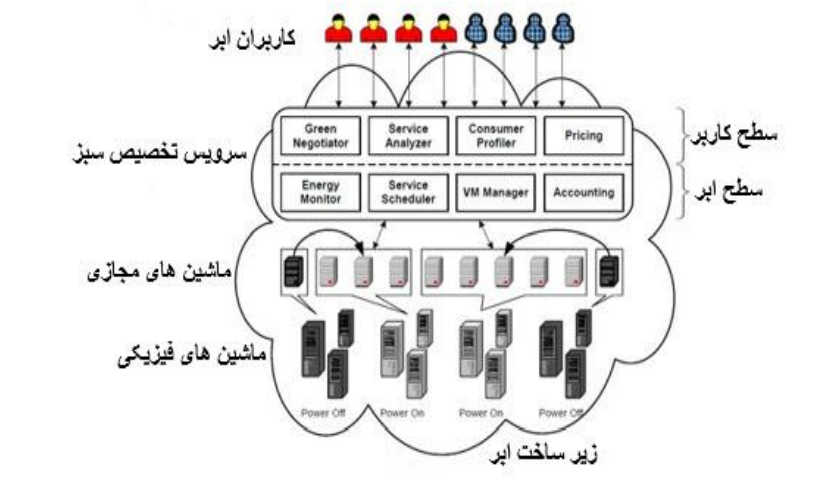 کاربران ابر
Green Negotiator
Service Analyzer
Consumer Profiler
Pricing
سطح کاربر
سرویس تخصیص سبز
Energy Monitor
Service Scheduler
VM Manager
Accounting
سطح ابر
ماشین های مجازی
ماشین های فیزیکی
Power Off
Power On
Power On
Power Off
زیر ساخت ابر